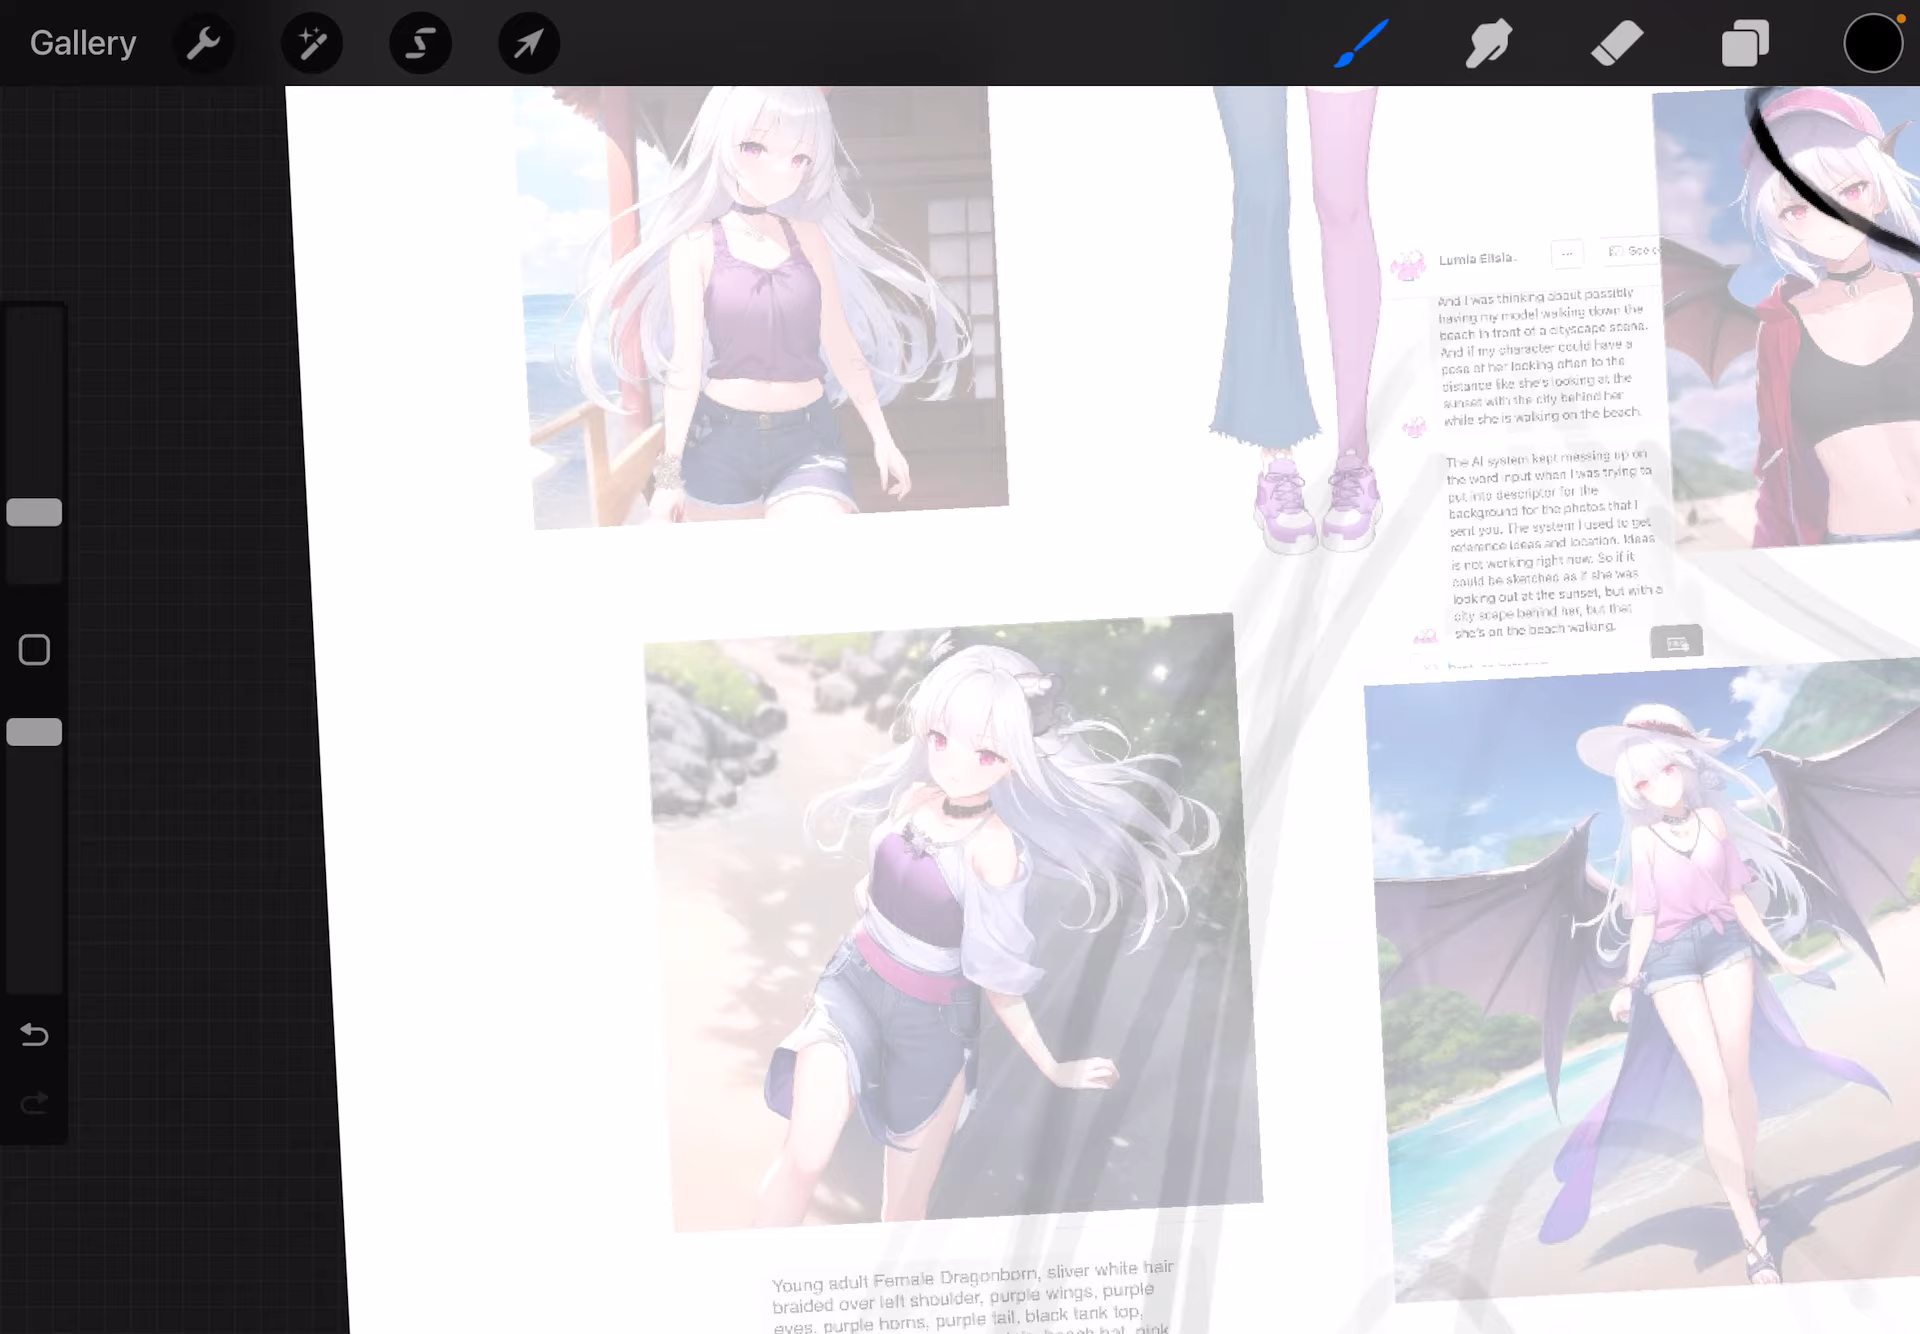 Gallery
Lumia Elisia.
...
See
And I was thinking about possibly
having my model walking down the
beach in front of a cityscape scene.
And if my character could have a
pose of her looking often to the
distance like she's looking at the
sunset with the city behind her
while she is walking on the beach.
The AI system kept messing up on
the word input when I was trying to
put into descriptor for the
background for the photos that I
sent you. The system I used to get
reference ideas and location. Ideas
is not working right now. So if it
could be sketched as if she was
looking out at the sunset, but with a
city scape behind her, but that
she's on the beach walking.
Young adult Female Dragonborn, sliver white hair
braided over left shoulder, purple wings, purple
eyes, purple horns, purple tail, black tank top,
beach hat, pink